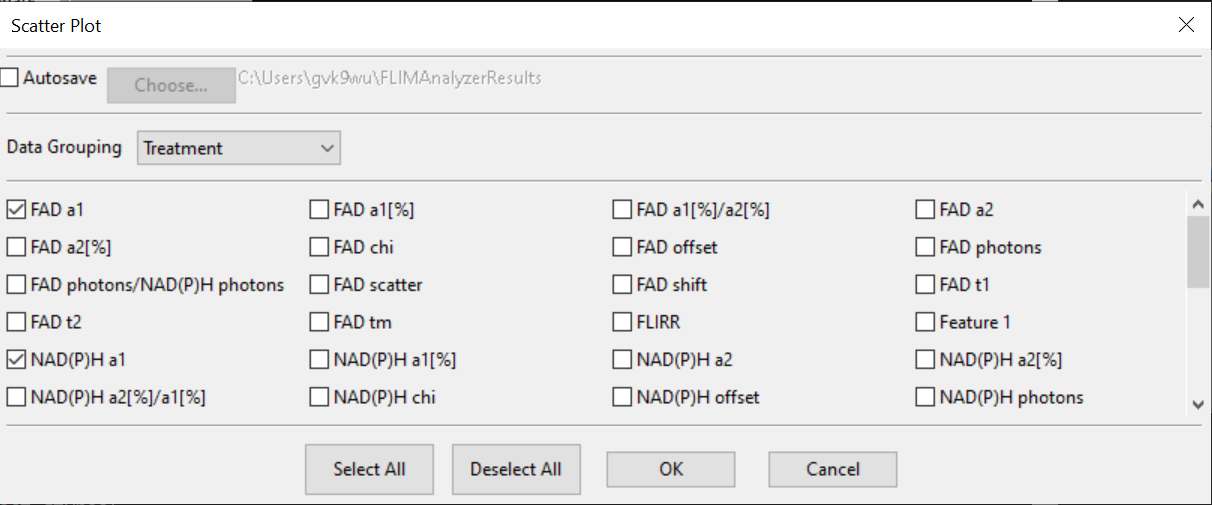 Scatter Plot
Autosave Choose... C:\Users\gvk9wu\FLIMAnalyzerResults
Data Grouping Treatment
FAD a1 FAD a1[%] FAD a1[%]/a2[%] FAD a2
FAD a2[%] FAD chi FAD offset FAD photons
FAD photons/NAD(P)H photons FAD scatter FAD shift FAD t1
FAD t2 FAD tm FLIRR Feature 1
NAD(P)H a1 NAD(P)H a1[%] NAD(P)H a2 NAD(P)H a2[%]
NAD(P)H a2[%]/a1[%] NAD(P)H chi NAD(P)H offset NAD(P)H photons
Select All Deselect All OK Cancel